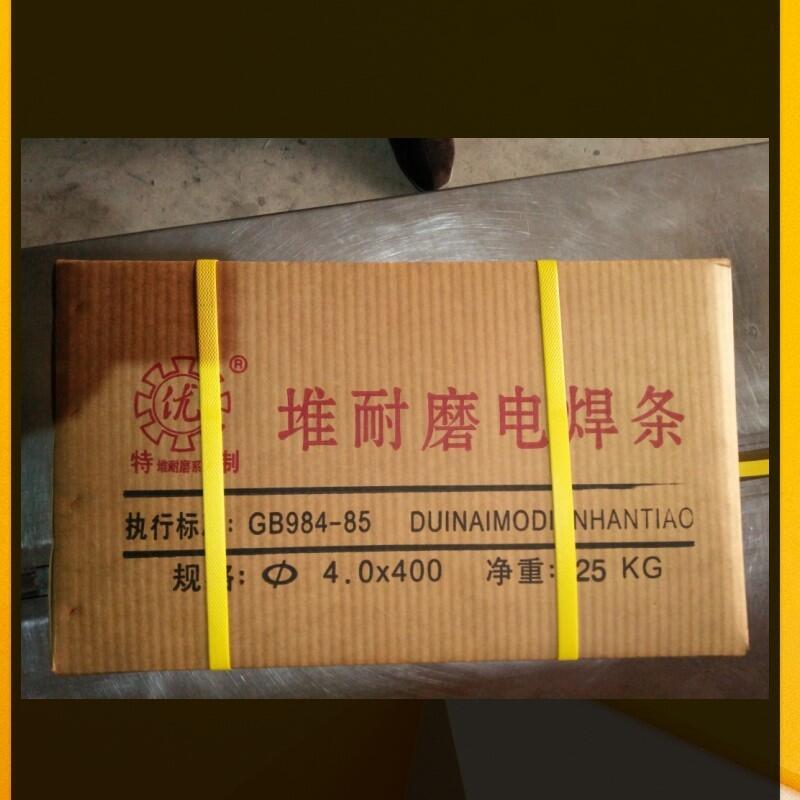 优 ®
堆耐磨电焊条
特 堆耐磨系 制
执行标 : GB984-85 DUINAIMODI NHANTIAO
规格: Φ 4.0x400 净重: 25 KG